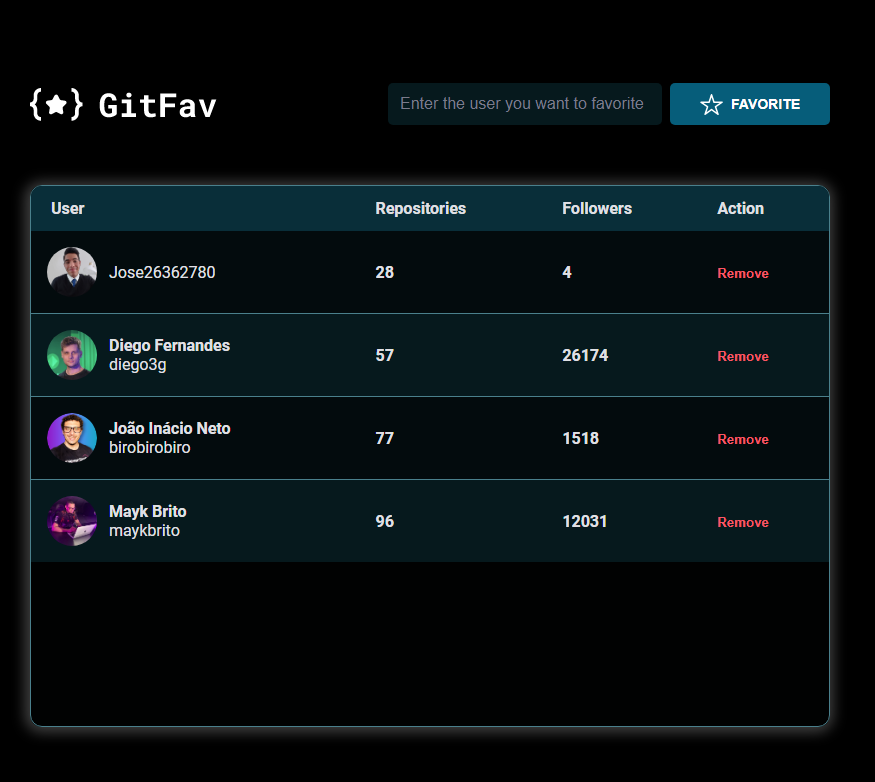 {★} GitFav
Enter the user you want to favorite
FAVORITE
User Repositories Followers Action
Jose26362780 28 4 Remove
Diego Fernandes
diego3g 57 26174 Remove
João Inácio Neto
birobirobiro 77 1518 Remove
Mayk Brito
maykbrito 96 12031 Remove